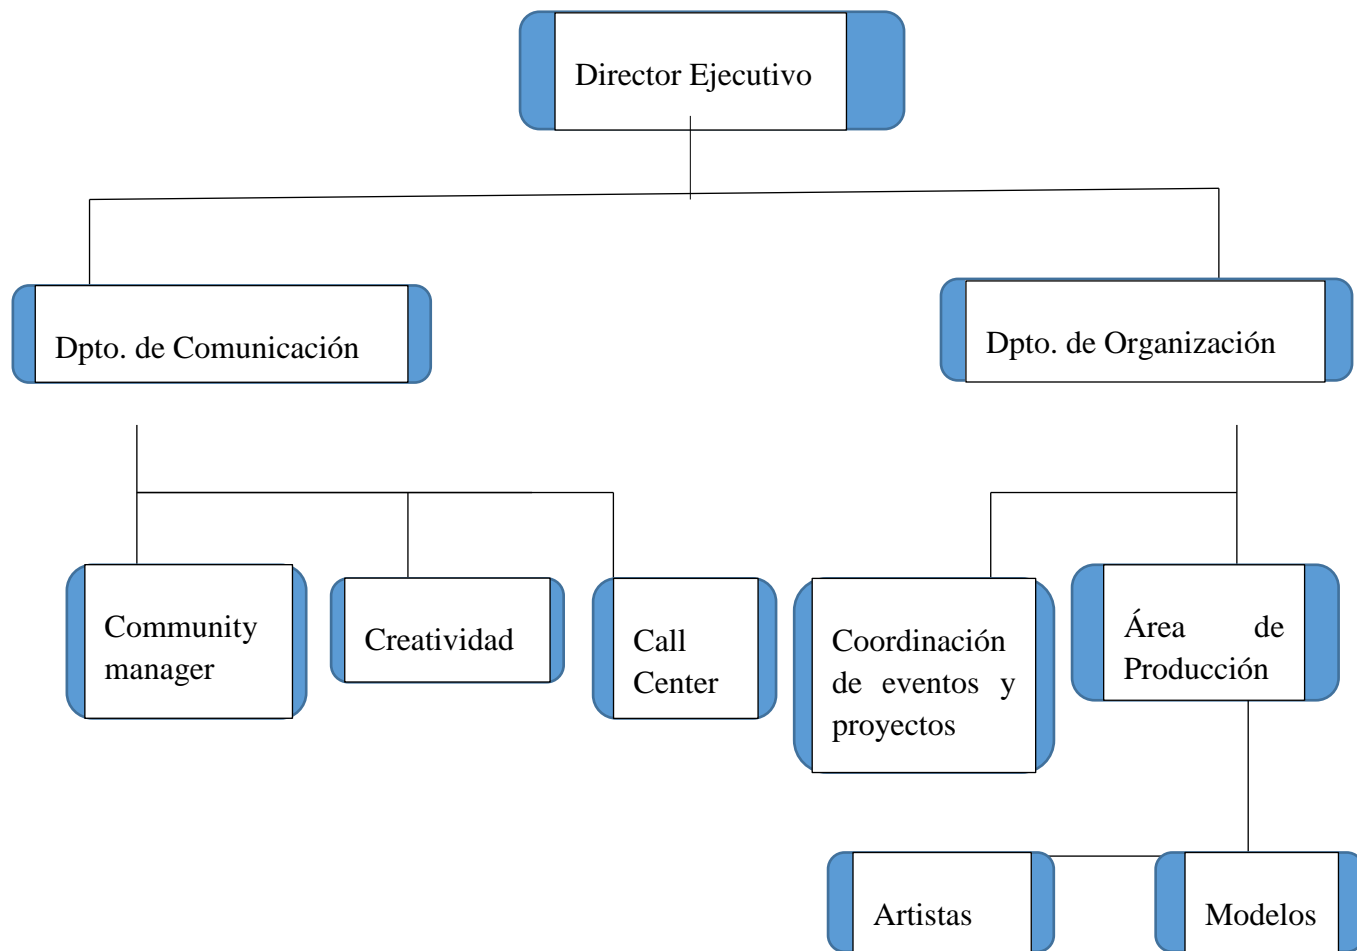 Director Ejecutivo
Dpto. de Comunicación
Dpto. de Organización
Community
manager
Creatividad
Call
Center
Coordinación
de eventos y
proyectos
Área de
Producción
Artistas
Modelos